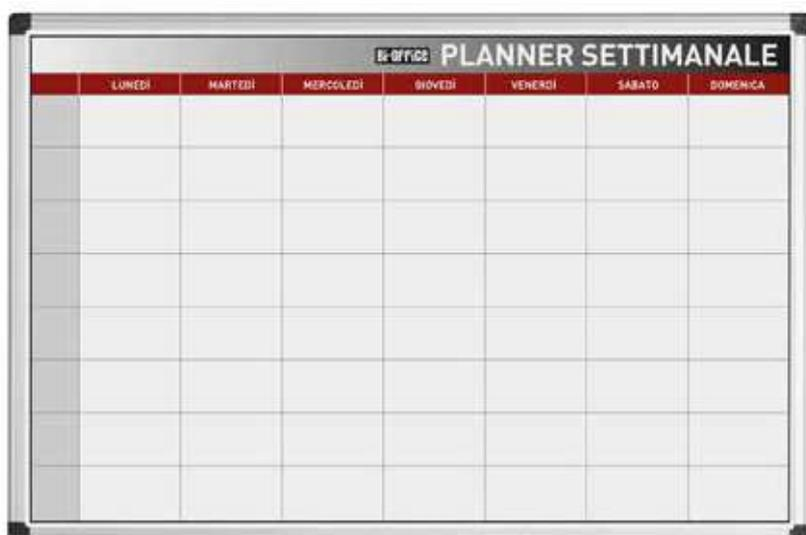 Bi-OFFICE PLANNER SETTIMANALE
LUNEDÌ MARTEDÌ MERCOLEDÌ GIOVEDÌ VENERDÌ SABATO DOMENICA